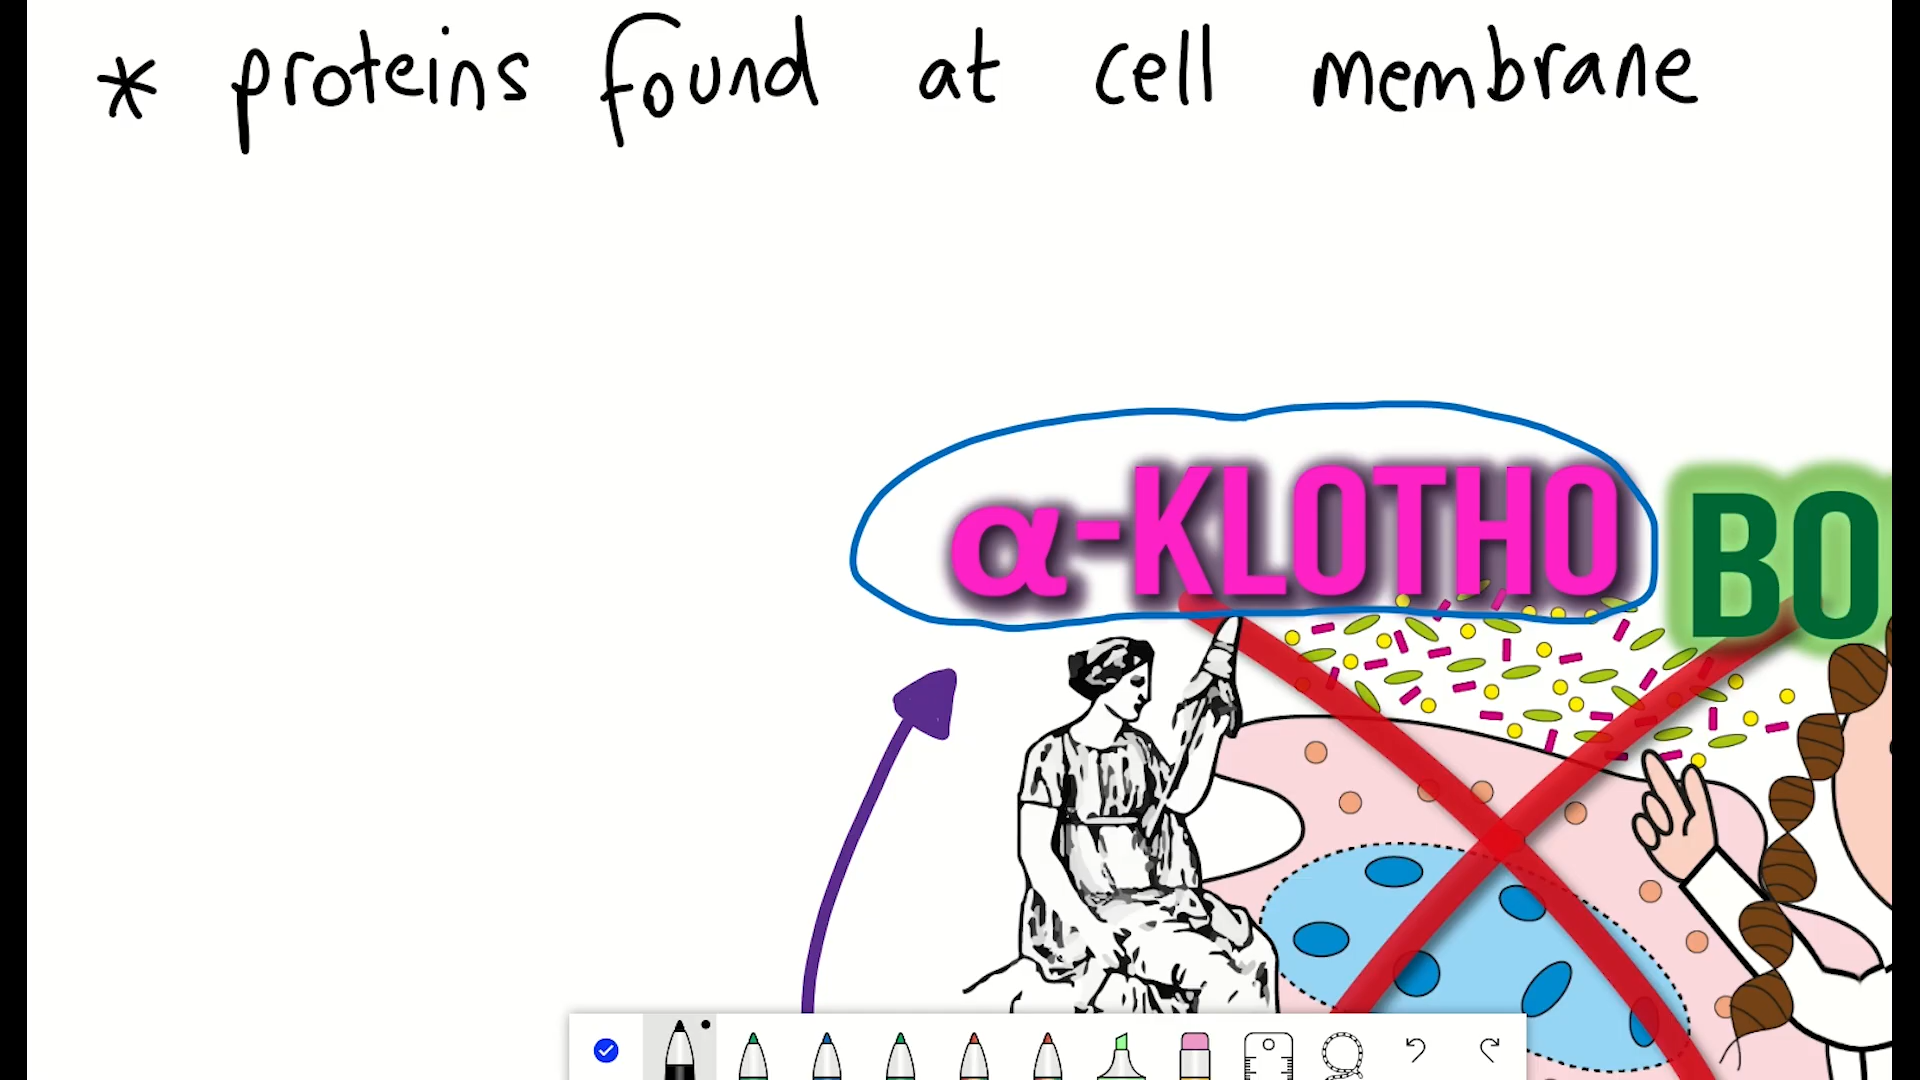 * proteins found at cell membrane
α-KLOTHO
BO